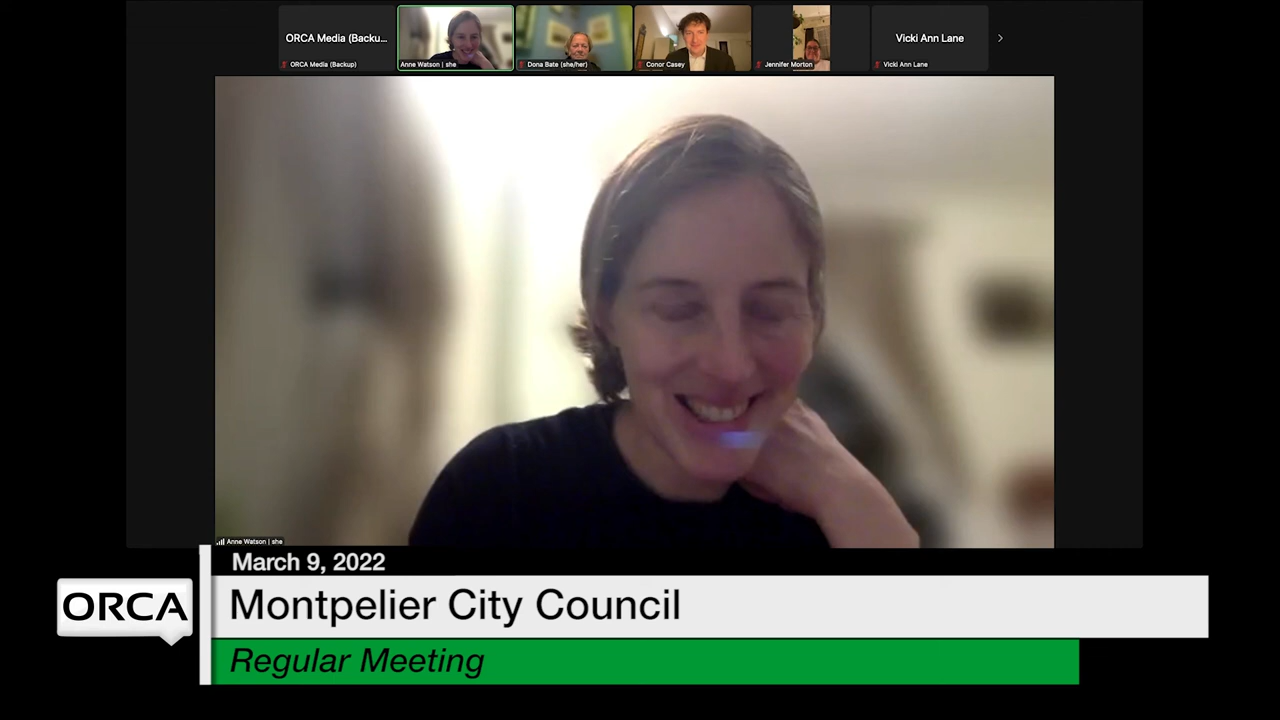 ORCA Media (Backu...
Vicki Ann Lane
ORCA Media (Backup)
Anne Watson | she
Dona Bate (she/her)
Conor Casey
Jennifer Morton
Vicki Ann Lane
Anne Watson | she
March 9, 2022
ORCA
Montpelier City Council
Regular Meeting